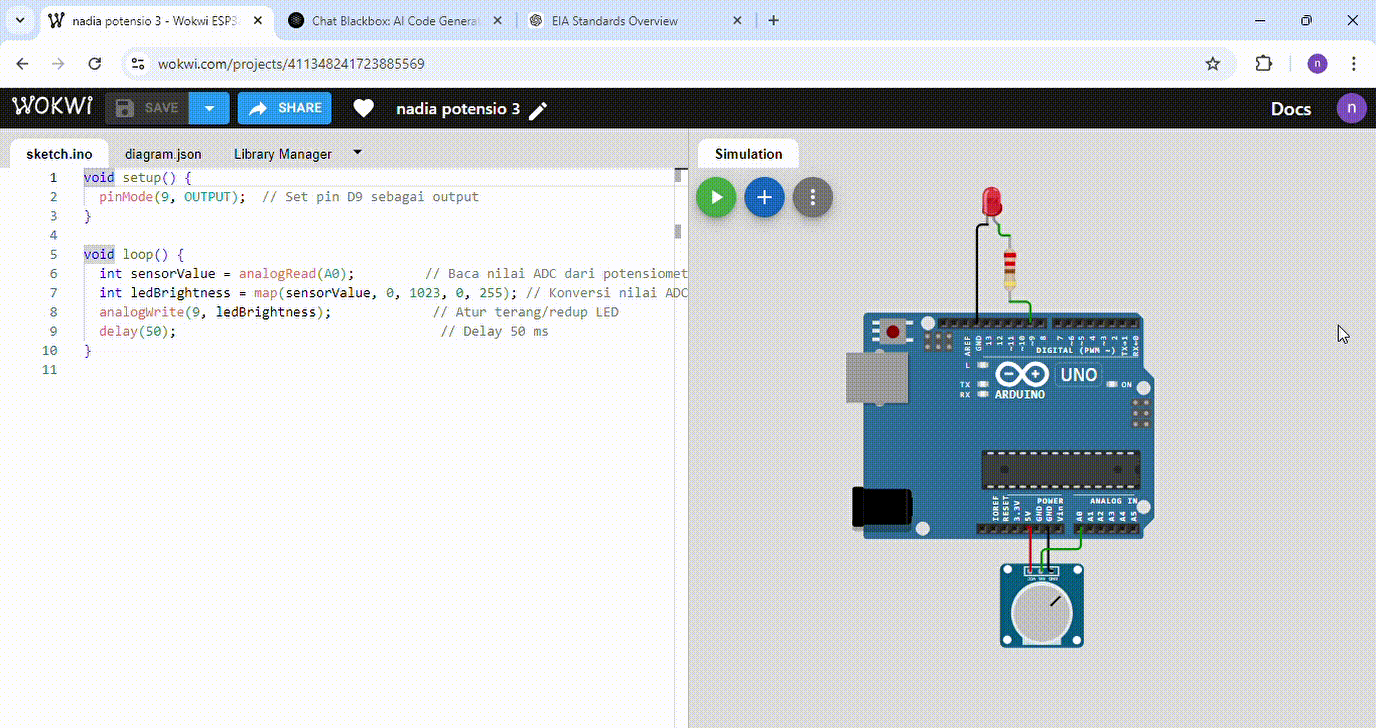 nadia potensio 3 - Wokwi ESP3
Chat Blackbox: AI Code Genera
EIA Standards Overview
wokwi.com/projects/411348241723885569
n
WOKWI
SAVE
SHARE
nadia potensio 3
Docs
n
sketch.ino
diagram.json
Library Manager
Simulation
1 void setup() {
2 pinMode(9, OUTPUT);  // Set pin D9 sebagai output
3 }
4
5 void loop() {
6 int sensorValue = analogRead(A0);         // Baca nilai ADC dari potensiomet
7 int ledBrightness = map(sensorValue, 0, 1023, 0, 255); // Konversi nilai ADC
8 analogWrite(9, ledBrightness);             // Atur terang/redup LED
9 delay(50);                                  // Delay 50 ms
10 }
11
AREF GND 13 12 ~11 ~10 ~9 8 7 ~6 ~5 4 ~3 2 TX→1 RX←0
DIGITAL (PWM ~)
L
TX
RX
UNO
ON
ARDUINO
IOREF RESET 3.3V 5V GND GND Vin A0 A1 A2 A3 A4 A5
POWER
ANALOG IN